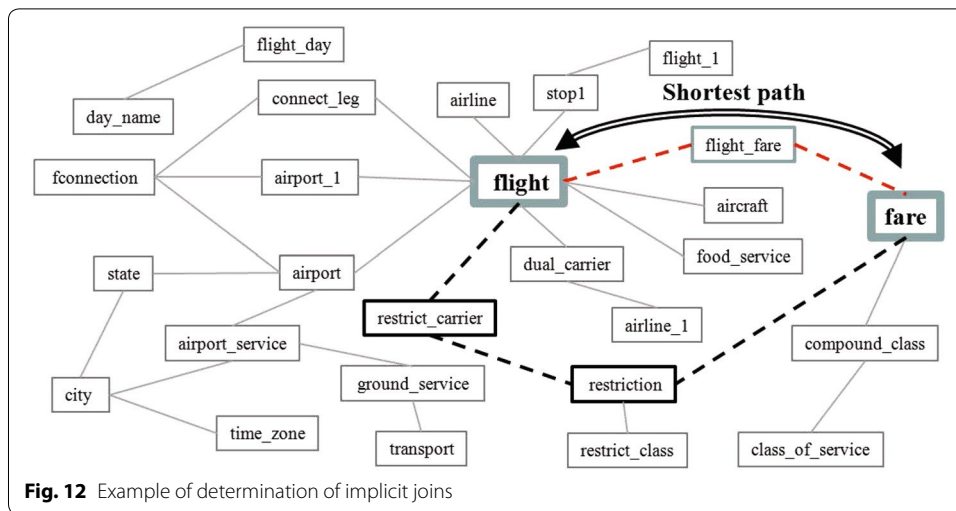 flight_day
flight_1
connect_leg
airline
stop1
day_name
Shortest path
flight_fare
fconnection
airport_1
flight
aircraft
fare
state
airport
dual_carrier
food_service
restrict_carrier
airport_service
airline_1
compound_class
city
ground_service
restriction
time_zone
transport
restrict_class
class_of_service
Fig. 12 Example of determination of implicit joins